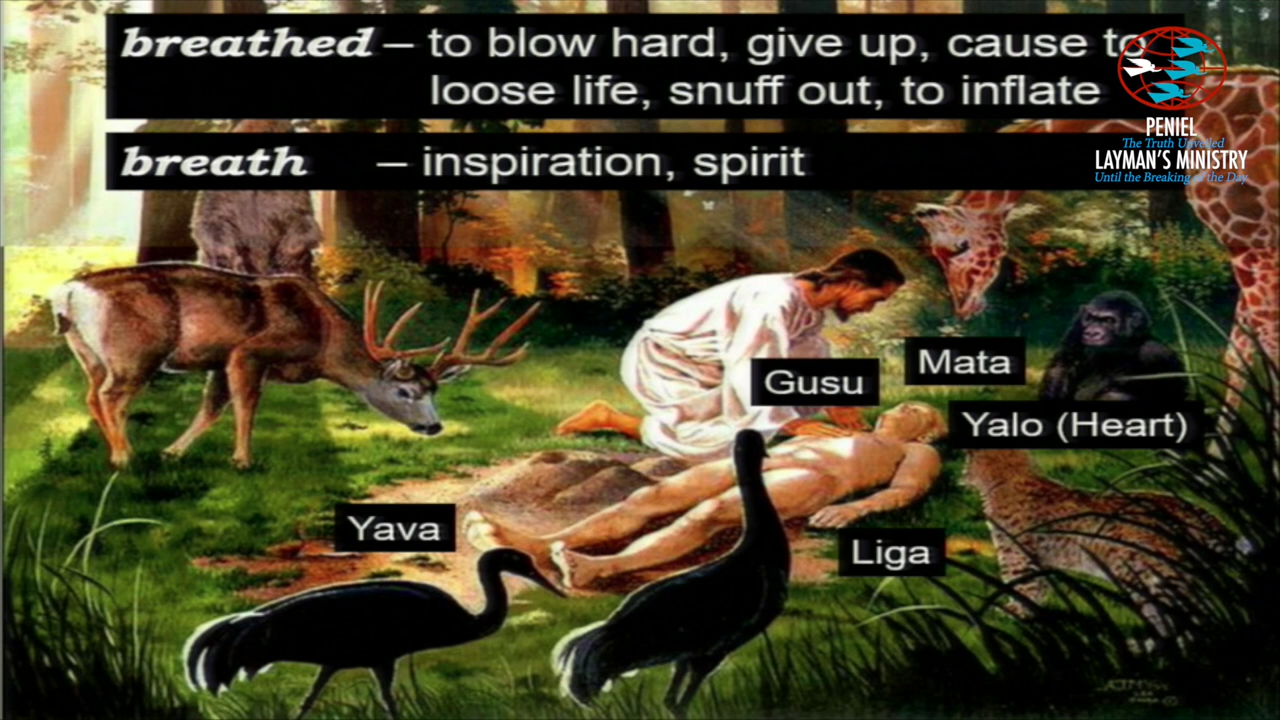 breathed – to blow hard, give up, cause to
loose life, snuff out, to inflate
breath – inspiration, spirit
PENIEL
The Truth Unveiled
LAYMAN'S MINISTRY
Until the Breaking of the Day
Mata
Gusu
Yalo (Heart)
Yava
Liga